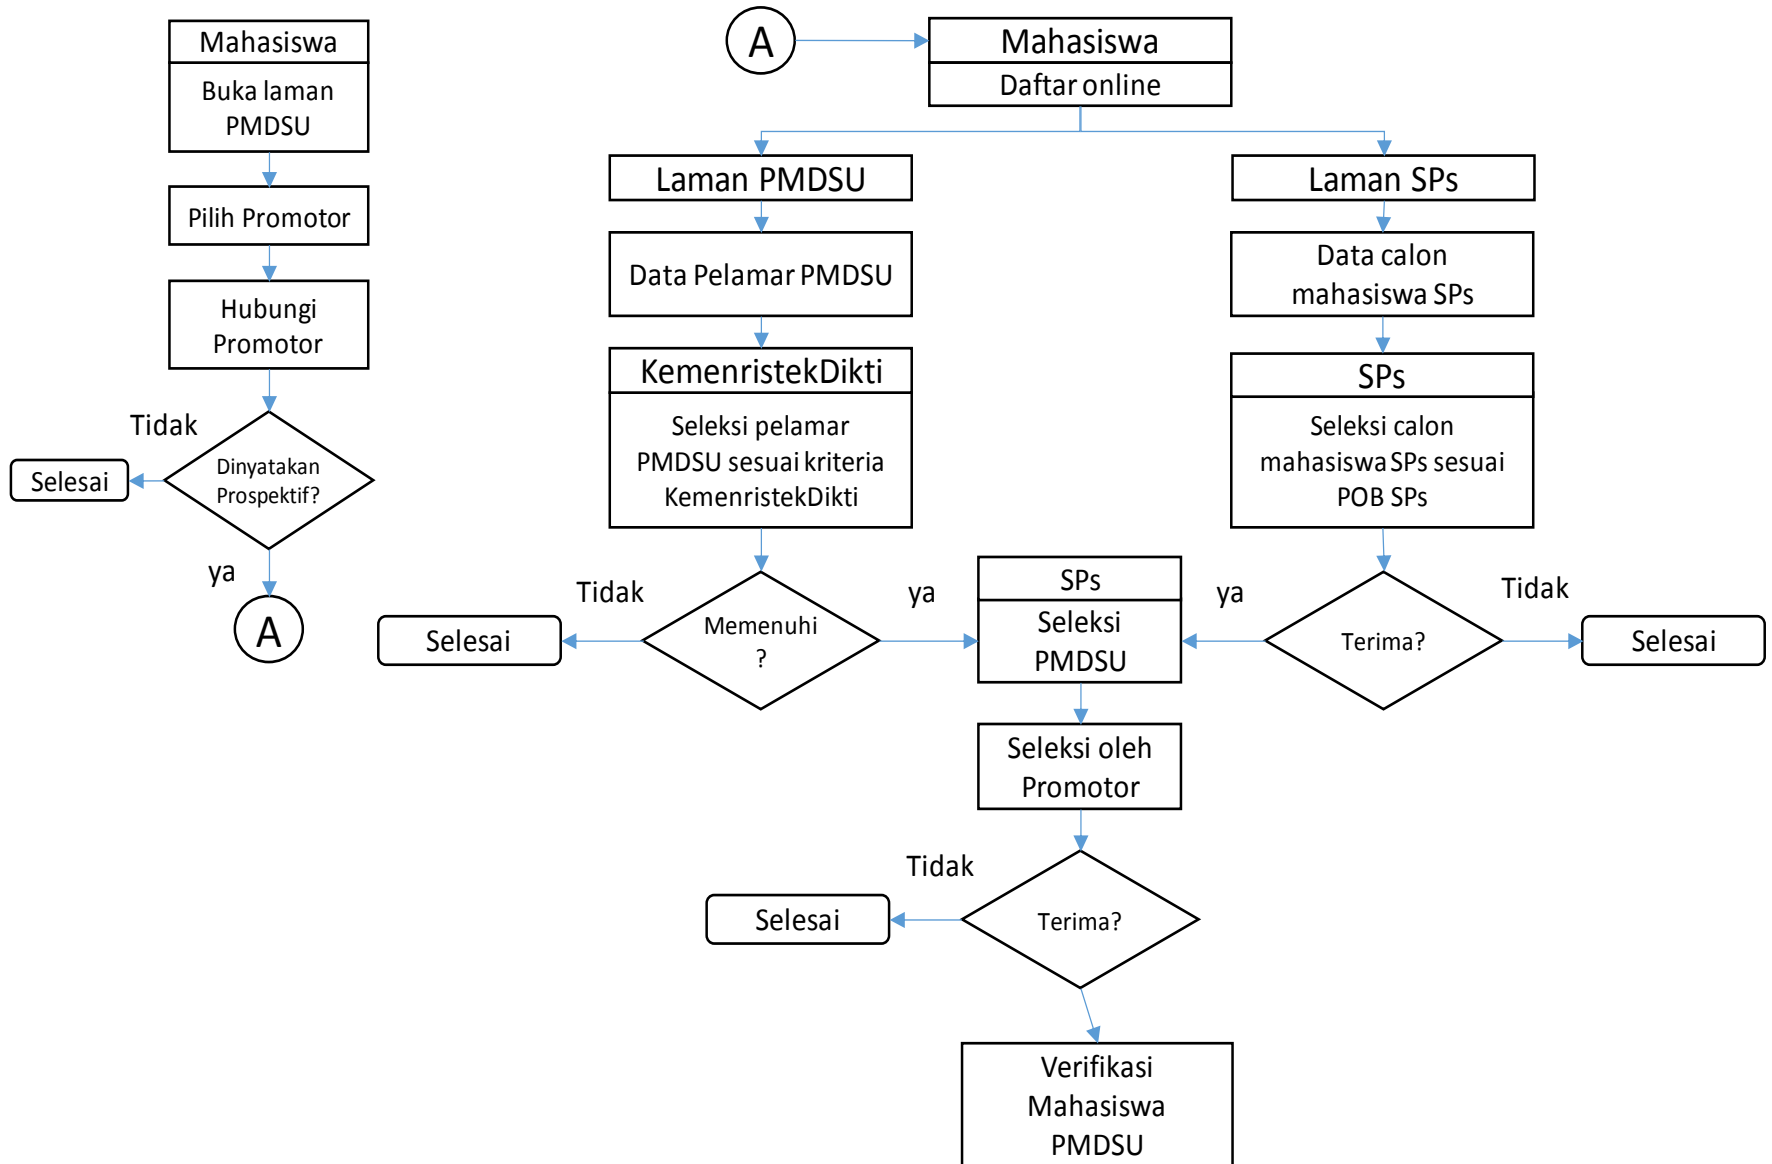 Mahasiswa
Buka laman
PMDSU
Pilih Promotor
Hubungi
Promotor
Tidak
Dinyatakan
Prospektif?
Selesai
ya
A
A
Mahasiswa
Daftar online
Laman PMDSU
Data Pelamar PMDSU
KemenristekDikti
Seleksi pelamar
PMDSU sesuai kriteria
KemenristekDikti
Laman SPs
Data calon
mahasiswa SPs
SPs
Seleksi calon
mahasiswa SPs sesuai
POB SPs
Tidak
Selesai
Memenuhi
?
ya
SPs
Seleksi
PMDSU
ya
Terima?
Tidak
Selesai
Seleksi oleh
Promotor
Tidak
Selesai
Terima?
Verifikasi
Mahasiswa
PMDSU